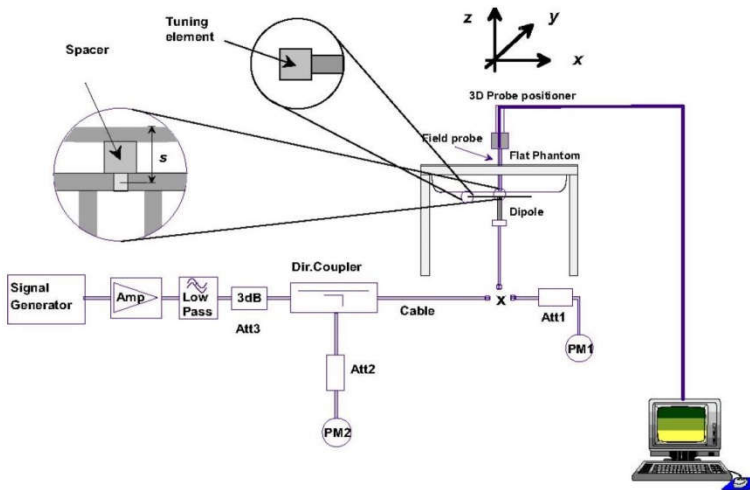 Tuning
element
Spacer
s
z
y
x
3D Probe positioner
Field probe
Flat Phantom
Dipole
Dir.Coupler
Signal
Generator
Amp
Low
Pass
3dB
Att3
Cable
x
Att1
PM1
Att2
PM2